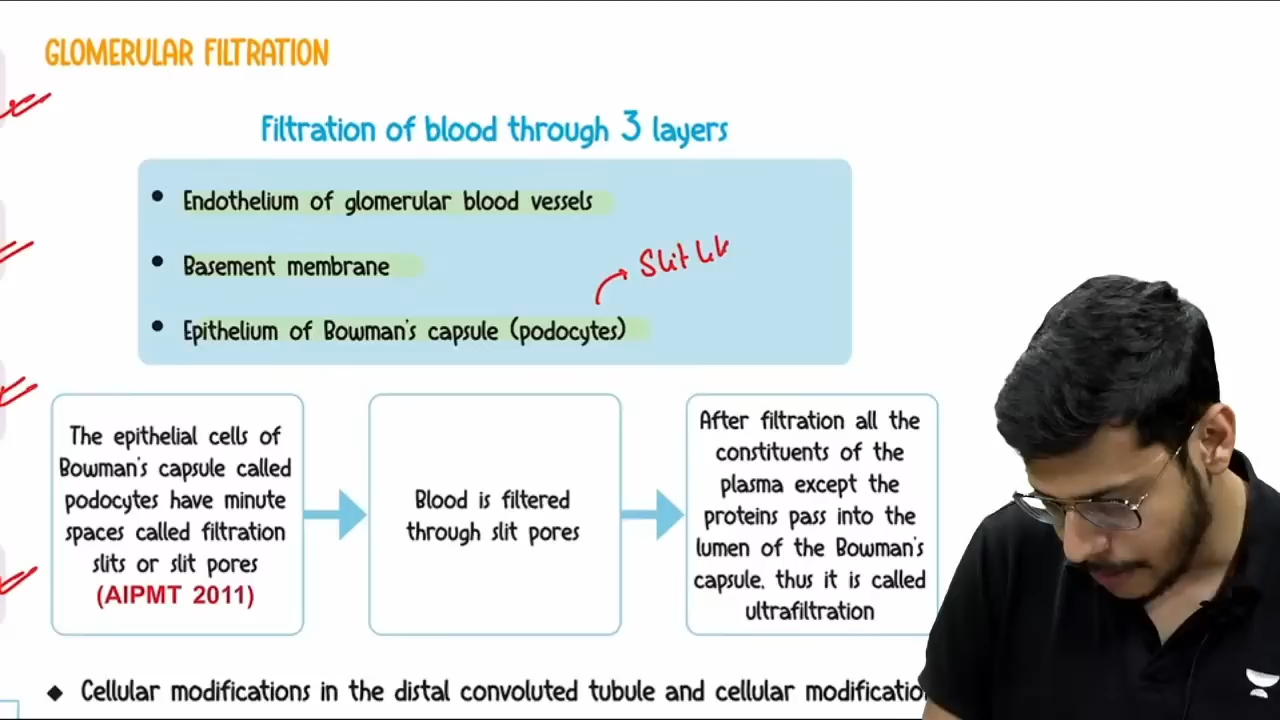 GLOMERULAR FILTRATION
Filtration of blood through 3 layers
• Endothelium of glomerular blood vessels
• Basement membrane
Slit lik
• Epithelium of Bowman's capsule (podocytes)
The epithelial cells of
Bowman's capsule called
podocytes have minute
spaces called filtration
slits or slit pores
(AIPMT 2011)
Blood is filtered
through slit pores
After filtration all the
constituents of the
plasma except the
proteins pass into the
lumen of the Bowman's
capsule, thus it is called
ultrafiltration
◆ Cellular modifications in the distal convoluted tubule and cellular modificatio